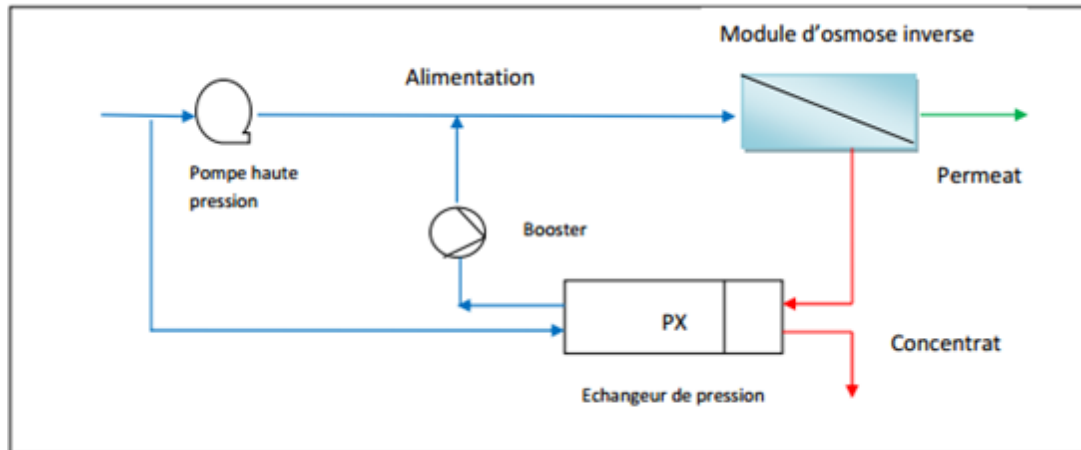 Module d'osmose inverse
Alimentation
Pompe haute
pression
Permeat
Booster
PX
Concentrat
Echangeur de pression